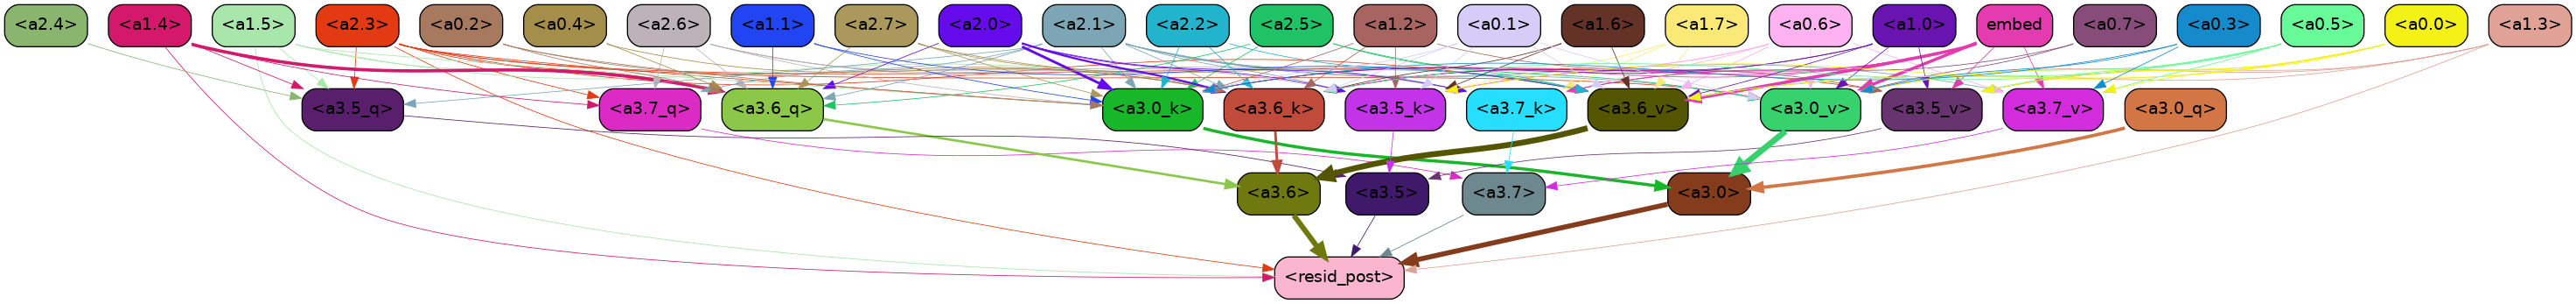 <a2.4> <a1.4> <a1.5> <a2.3> <a0.2> <a0.4> <a2.6> <a1.1> <a2.7> <a2.0> <a2.1> <a2.2> <a2.5> <a1.2> <a0.1> <a1.6> <a1.7> <a0.6> <a1.0> embed <a0.7> <a0.3> <a0.5> <a0.0> <a1.3>
<a3.5_q> <a3.7_q> <a3.6_q> <a3.0_k> <a3.6_k> <a3.5_k> <a3.7_k> <a3.6_v> <a3.0_v> <a3.5_v> <a3.7_v> <a3.0_q>
<a3.6> <a3.5> <a3.7> <a3.0>
<resid_post>